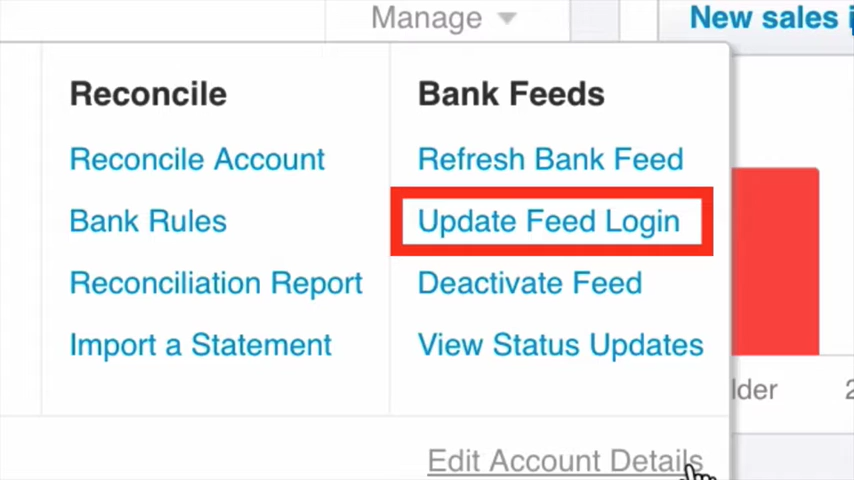 Manage
New sales
Reconcile
Reconcile Account
Bank Rules
Reconciliation Report
Import a Statement
Bank Feeds
Refresh Bank Feed
Update Feed Login
Deactivate Feed
View Status Updates
Edit Account Details